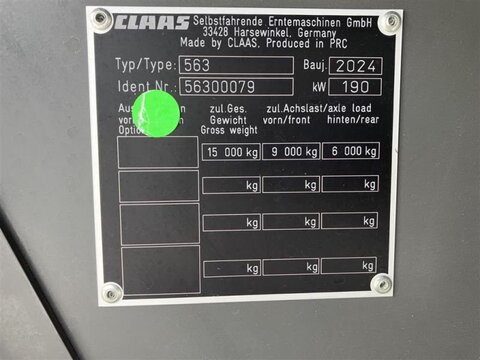 CLAAS Selbstfahrende Erntemaschinen GmbH
33428 Harsewinkel, Germany
Made by CLAAS, Produced in PRC
Typ/Type: 563 Bauj. 2024
Ident Nr.: 56300079 kW 190
zul.Ges. zul.Achslast/axle load
Gewicht vorn/front hinten/rear
Option Gross weight
15 000 kg 9 000 kg 6 000 kg
kg kg kg
kg kg kg
kg kg kg